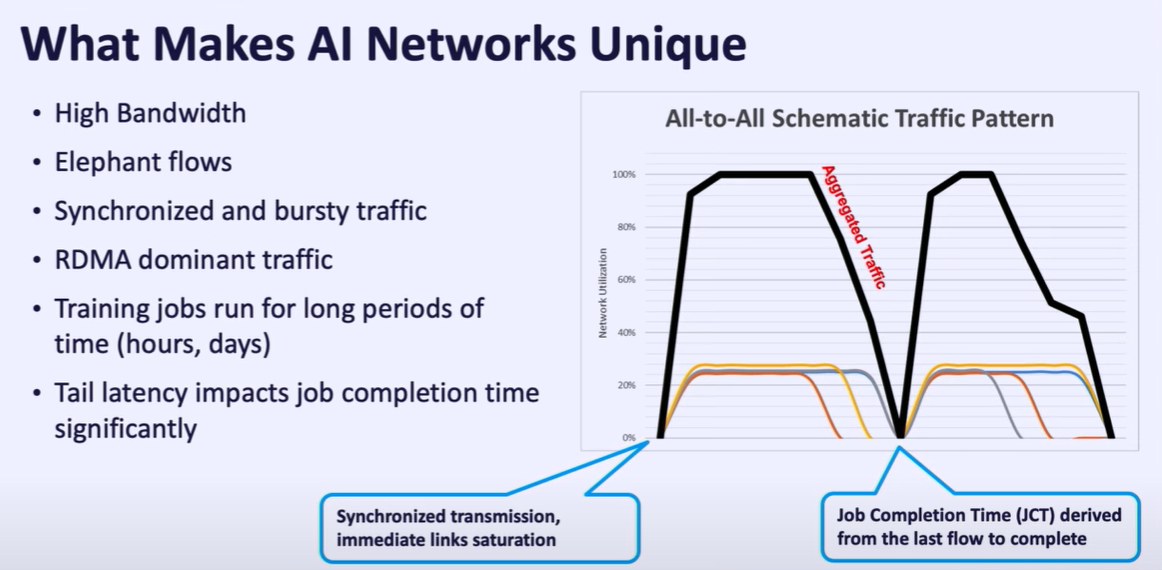 What Makes AI Networks Unique
• High Bandwidth
• Elephant flows
• Synchronized and bursty traffic
• RDMA dominant traffic
• Training jobs run for long periods of
time (hours, days)
• Tail latency impacts job completion time
significantly
All-to-All Schematic Traffic Pattern
Network Utilization
100%
80%
60%
40%
20%
0%
Aggregated Traffic
Synchronized transmission,
immediate links saturation
Job Completion Time (JCT) derived
from the last flow to complete